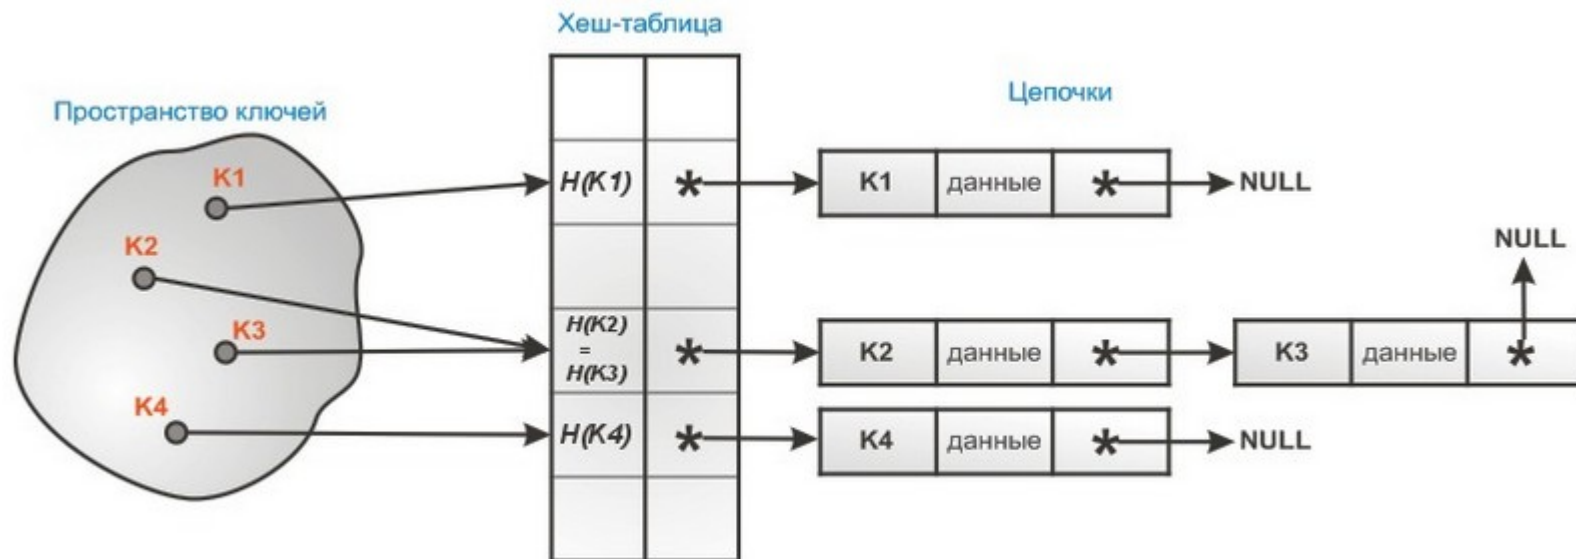 Хеш-таблица
Пространство ключей
Цепочки
K1
H(K1)
*
K1
данные
*
NULL
K2
NULL
K3
H(K2)
=
H(K3)
*
K2
данные
*
K3
данные
*
K4
H(K4)
*
K4
данные
*
NULL